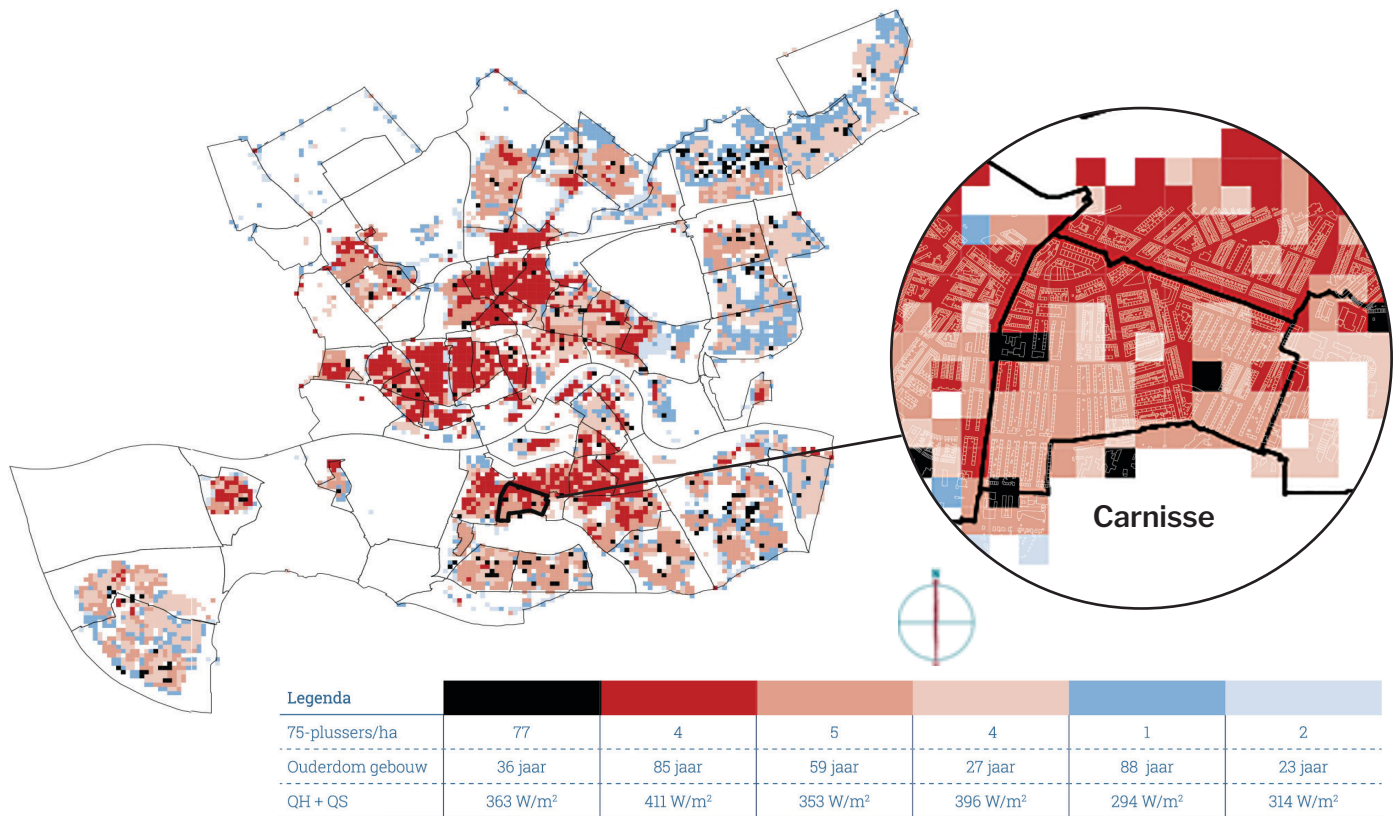 Carnisse
Legenda
75-plussers/ha 77 4 5 4 1 2
Ouderdom gebouw 36 jaar 85 jaar 59 jaar 27 jaar 88 jaar 23 jaar
QH + QS 363 W/m² 411 W/m² 353 W/m² 396 W/m² 294 W/m² 314 W/m²